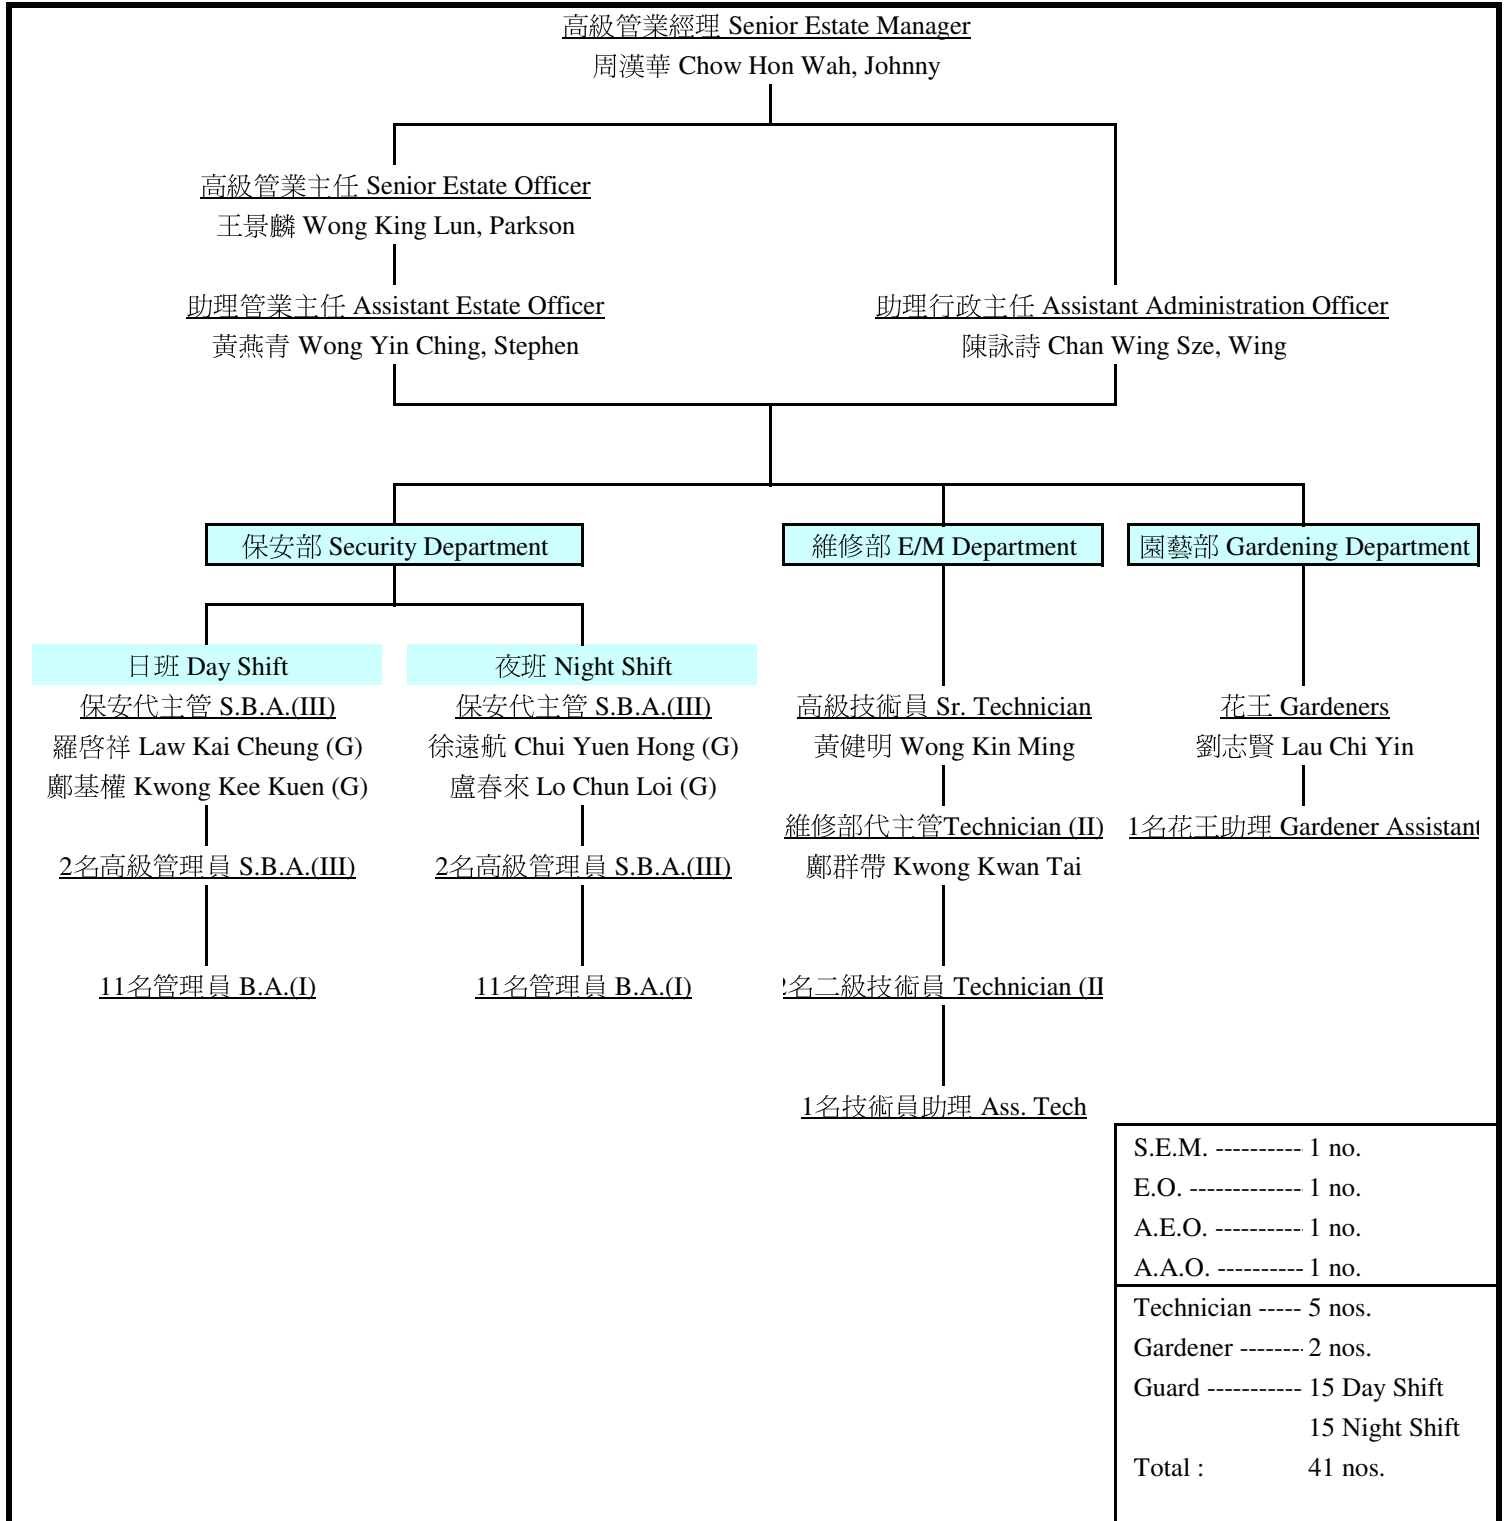 高級管業經理 Senior Estate Manager
周漢華 Chow Hon Wah, Johnny
高級管業主任 Senior Estate Officer
王景麟 Wong King Lun, Parkson
助理管業主任 Assistant Estate Officer
黃燕青 Wong Yin Ching, Stephen
助理行政主任 Assistant Administration Officer
陳詠詩 Chan Wing Sze, Wing
保安部 Security Department
維修部 E/M Department
園藝部 Gardening Department
日班 Day Shift
保安代主管 S.B.A.(III)
羅啓祥 Law Kai Cheung (G)
鄺基權 Kwong Kee Kuen (G)
2名高級管理員 S.B.A.(III)
11名管理員 B.A.(I)
夜班 Night Shift
保安代主管 S.B.A.(III)
徐遠航 Chui Yuen Hong (G)
盧春來 Lo Chun Loi (G)
2名高級管理員 S.B.A.(III)
11名管理員 B.A.(I)
高級技術員 Sr. Technician
黃健明 Wong Kin Ming
維修部代主管Technician (II)
鄺群帶 Kwong Kwan Tai
2名二級技術員 Technician (II
1名技術員助理 Ass. Tech
花王 Gardeners
劉志賢 Lau Chi Yin
1名花王助理 Gardener Assistant
S.E.M. ---------- 1 no.
E.O. ------------- 1 no.
A.E.O. ---------- 1 no.
A.A.O. ---------- 1 no.
Technician ----- 5 nos.
Gardener ------- 2 nos.
Guard ----------- 15 Day Shift
15 Night Shift
Total : 41 nos.